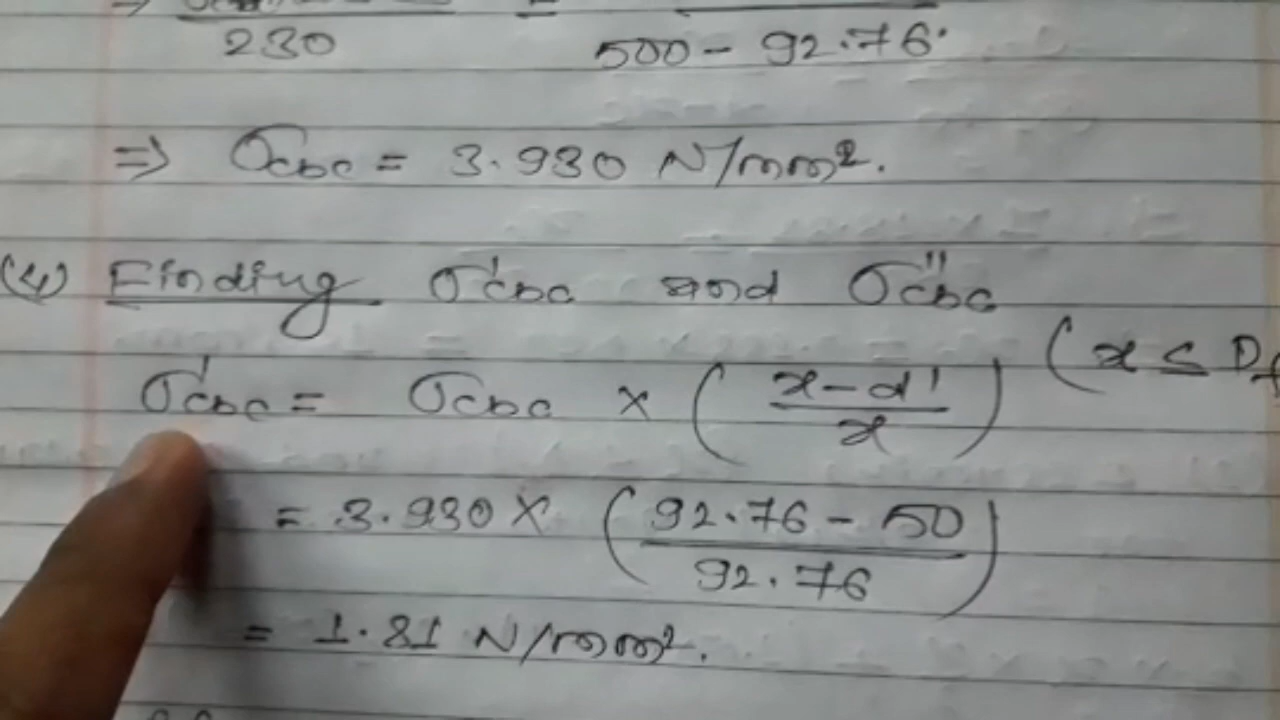 ⇒ =
230 500 - 92.76.
⇒ σcbc = 3.930 N/mm².
(4) Finding σ'cbc and σ''cbc
(x ≤ Df
σ'cbc = σcbc × ( x-d' / x )
= 3.930 × ( 92.76 - 50 / 92.76 )
= 1.81 N/mm².